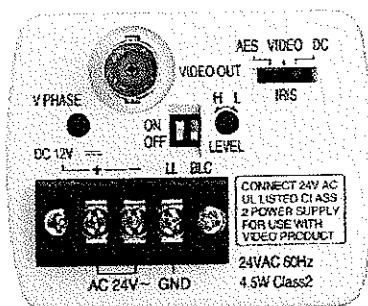 AES VIDEO DC
VIDEO OUT
IRIS
V PHASE
H L
ON
OFF
LEVEL
DC 12V
- + -
LL BLC
CONNECT 24V AC
UL LISTED CLASS
2 POWER SUPPLY
FOR USE WITH
VIDEO PRODUCT
24VAC 60Hz
4.5W Class2
AC 24V~ GND